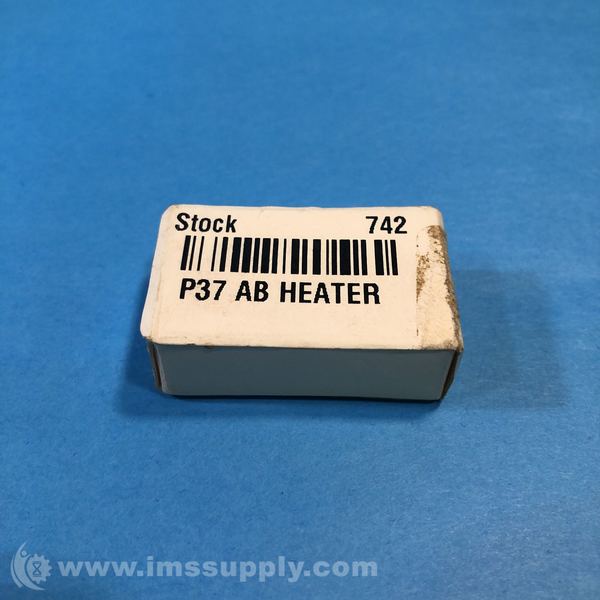 Stock 742
P37 AB HEATER
www.imssupply.com